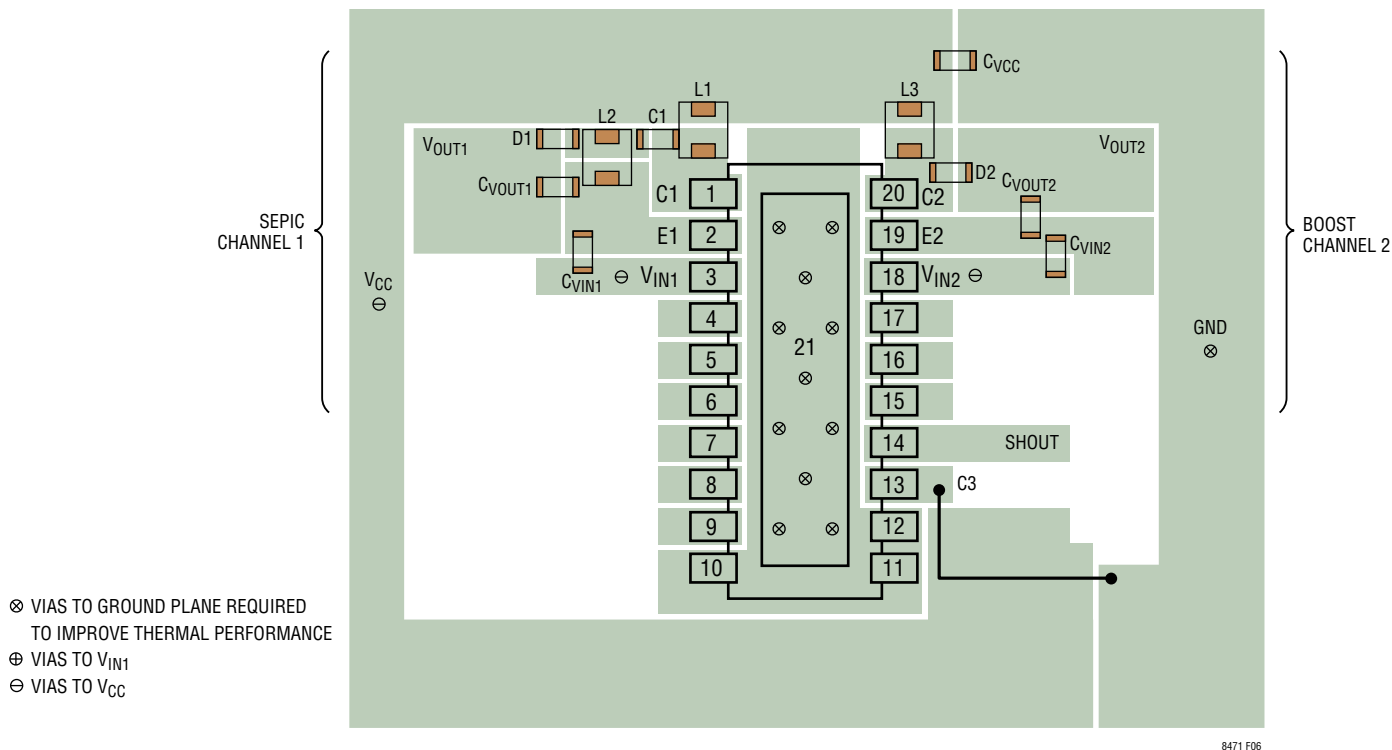 CVCC
L1
L3
L2
C1
D1
VOUT1
VOUT2
D2
CVOUT1
CVOUT2
C1
1
20
C2
SEPIC
CHANNEL 1
BOOST
CHANNEL 2
E1
2
19
E2
CVIN2
CVIN1
VIN1
3
18
VIN2
VCC
4
17
GND
21
5
16
6
15
7
14
SHOUT
8
13
C3
9
12
10
11
⊗ VIAS TO GROUND PLANE REQUIRED
TO IMPROVE THERMAL PERFORMANCE
⊕ VIAS TO VIN1
⊖ VIAS TO VCC
8471 F06